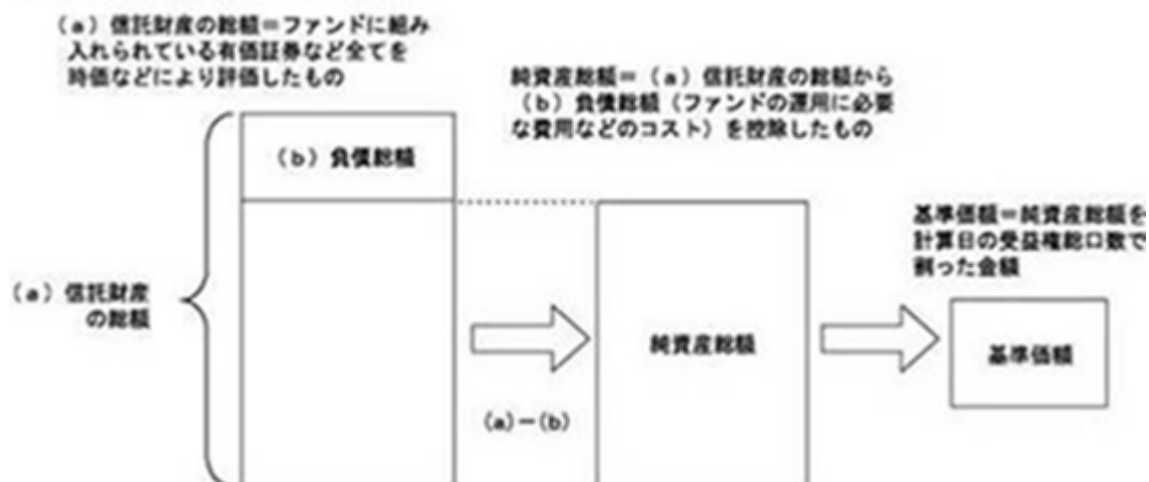 (a) 信託財産の総額＝ファンドに組み
入れられている有価証券など全てを
時価などにより評価したもの
純資産総額＝(a) 信託財産の総額から
(b) 負債総額（ファンドの運用に必要
な費用などのコスト）を控除したもの
(b) 負債総額
基準価額＝純資産総額を
計算日の受益権総口数で
割った金額
(a) 信託財産
の総額
純資産総額
基準価額
(a)－(b)